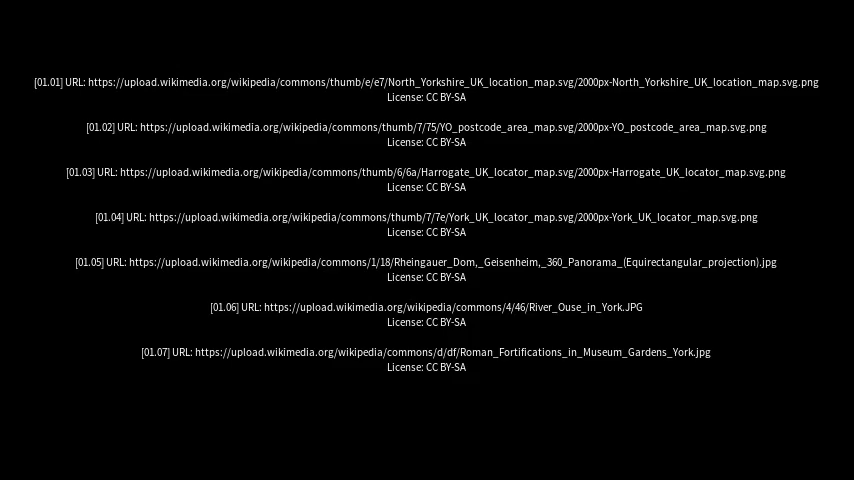 [01.01] URL: https://upload.wikimedia.org/wikipedia/commons/thumb/e/e7/North_Yorkshire_UK_location_map.svg/2000px-North_Yorkshire_UK_location_map.svg.png
License: CC BY-SA
[01.02] URL: https://upload.wikimedia.org/wikipedia/commons/thumb/7/75/YO_postcode_area_map.svg/2000px-YO_postcode_area_map.svg.png
License: CC BY-SA
[01.03] URL: https://upload.wikimedia.org/wikipedia/commons/thumb/6/6a/Harrogate_UK_locator_map.svg/2000px-Harrogate_UK_locator_map.svg.png
License: CC BY-SA
[01.04] URL: https://upload.wikimedia.org/wikipedia/commons/thumb/7/7e/York_UK_locator_map.svg/2000px-York_UK_locator_map.svg.png
License: CC BY-SA
[01.05] URL: https://upload.wikimedia.org/wikipedia/commons/1/18/Rheingauer_Dom,_Geisenheim,_360_Panorama_(Equirectangular_projection).jpg
License: CC BY-SA
[01.06] URL: https://upload.wikimedia.org/wikipedia/commons/4/46/River_Ouse_in_York.JPG
License: CC BY-SA
[01.07] URL: https://upload.wikimedia.org/wikipedia/commons/d/df/Roman_Fortifications_in_Museum_Gardens_York.jpg
License: CC BY-SA